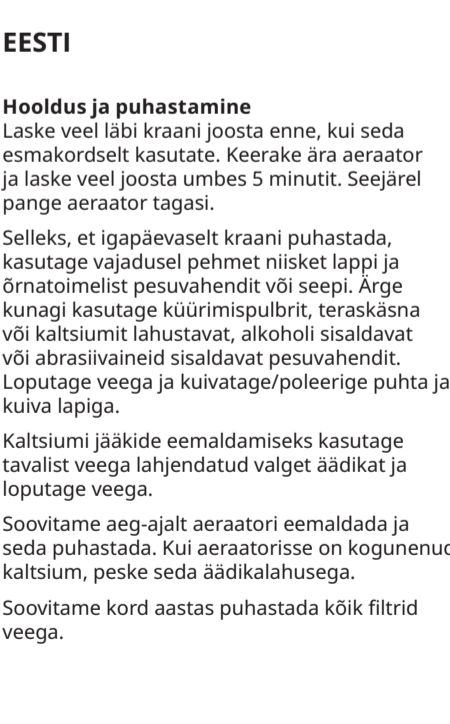 EESTI
Hooldus ja puhastamine
Laske veel läbi kraani joosta enne, kui seda
esmakordselt kasutate. Keerake ära aeraator
ja laske veel joosta umbes 5 minutit. Seejärel
pange aeraator tagasi.
Selleks, et igapäevaselt kraani puhastada,
kasutage vajadusel pehmet niisket lappi ja
õrnatoimelist pesuvahendit või seepi. Ärge
kunagi kasutage küürimispulbrit, teraskäsna
või kaltsiumit lahustavat, alkoholi sisaldavat
või abrasiivaineid sisaldavat pesuvahendit.
Loputage veega ja kuivatage/poleerige puhta ja
kuiva lapiga.
Kaltsiumi jääkide eemaldamiseks kasutage
tavalist veega lahjendatud valget äädikat ja
loputage veega.
Soovitame aeg-ajalt aeraatori eemaldada ja
seda puhastada. Kui aeraatorisse on kogunenud
kaltsium, peske seda äädikalahusega.
Soovitame kord aastas puhastada kõik filtrid
veega.